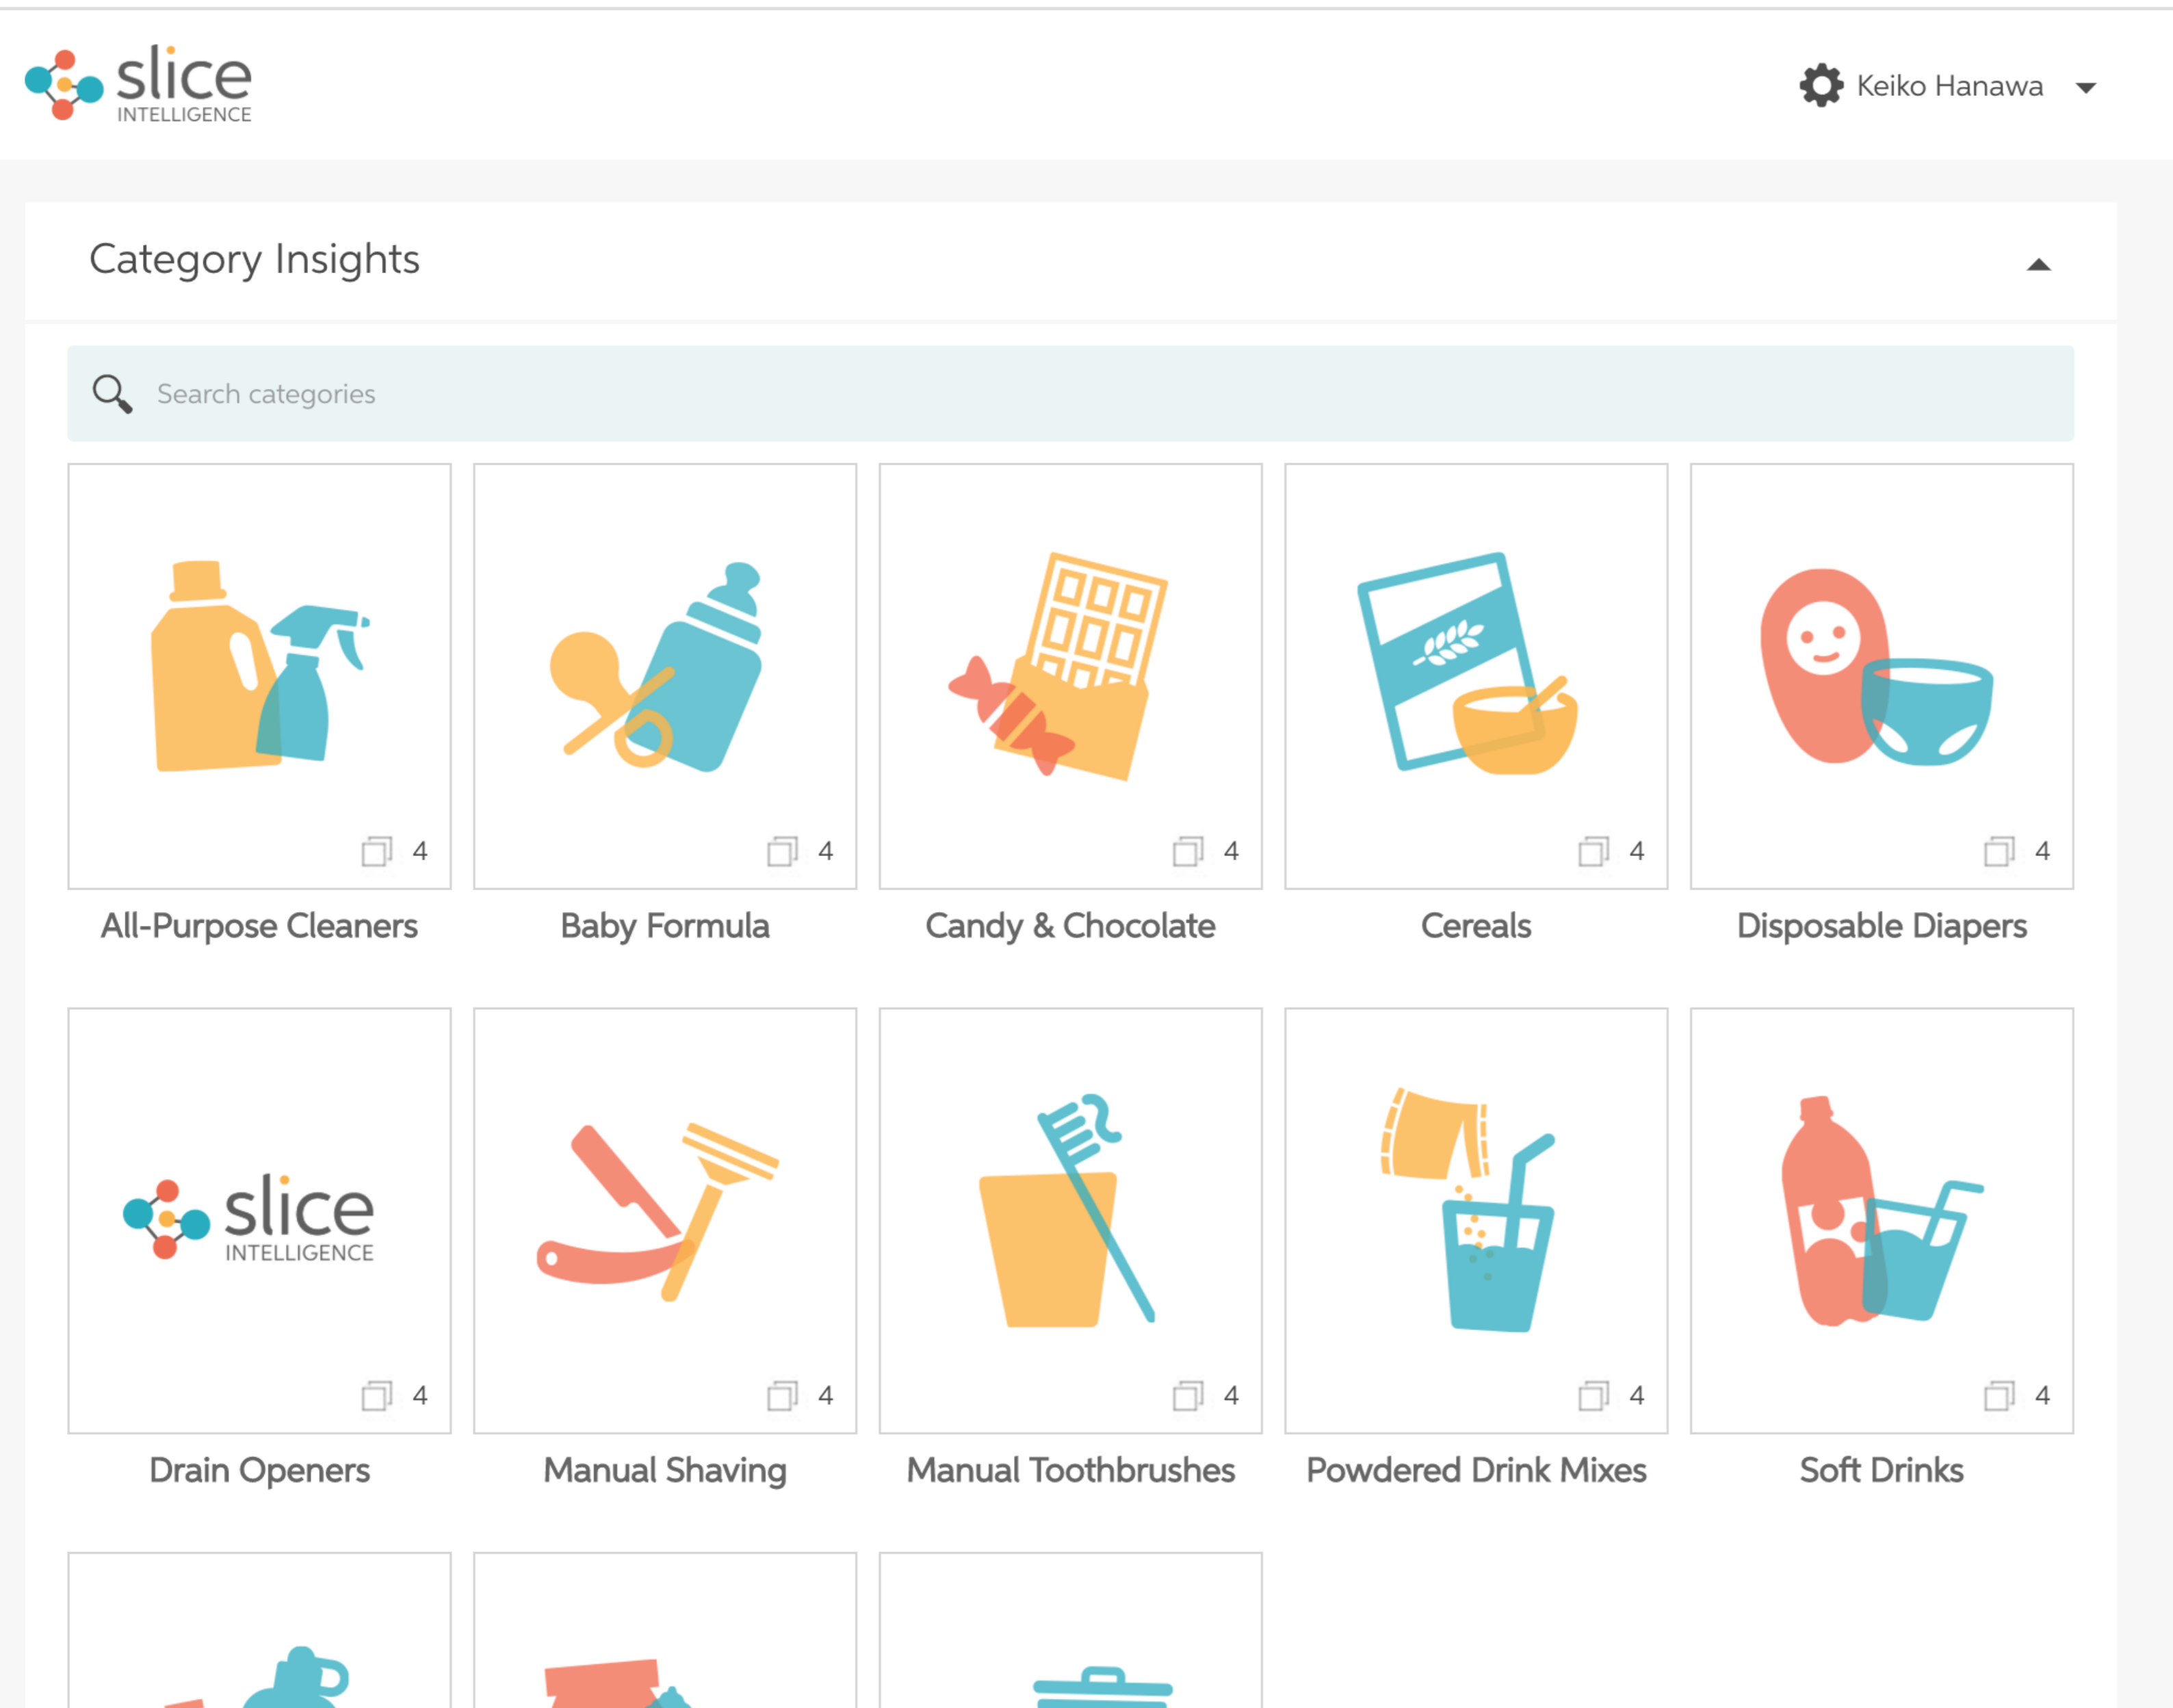 slice
INTELLIGENCE
Keiko Hanawa
Category Insights
Search categories
4
4
4
4
4
All-Purpose Cleaners
Baby Formula
Candy & Chocolate
Cereals
Disposable Diapers
slice
INTELLIGENCE
4
4
4
4
4
Drain Openers
Manual Shaving
Manual Toothbrushes
Powdered Drink Mixes
Soft Drinks